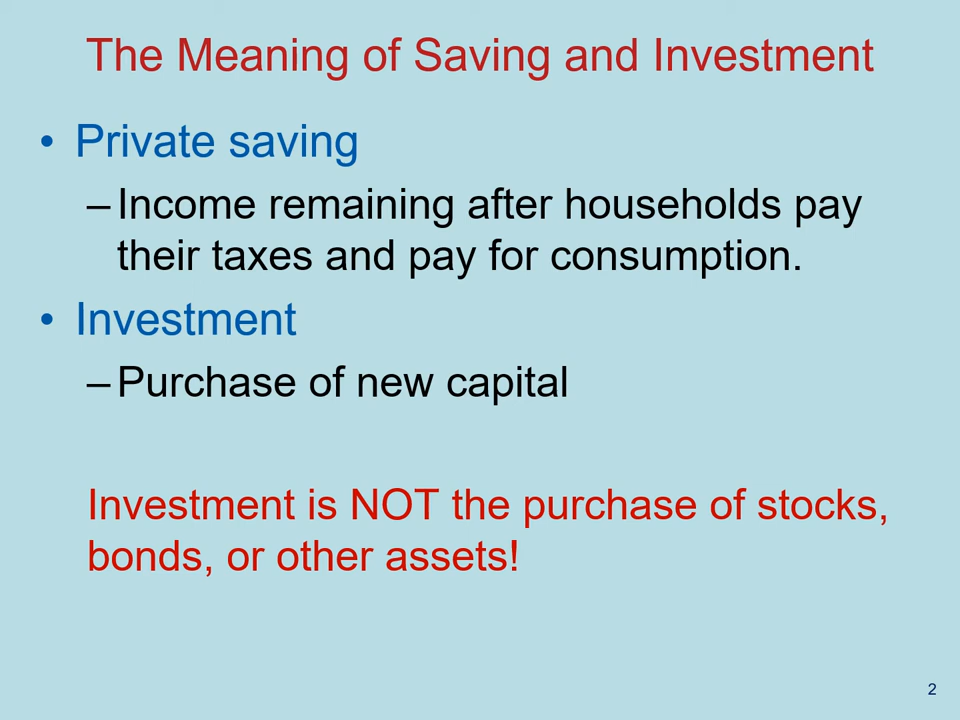 The Meaning of Saving and Investment
• Private saving
– Income remaining after households pay
their taxes and pay for consumption.
• Investment
– Purchase of new capital
Investment is NOT the purchase of stocks,
bonds, or other assets!
2